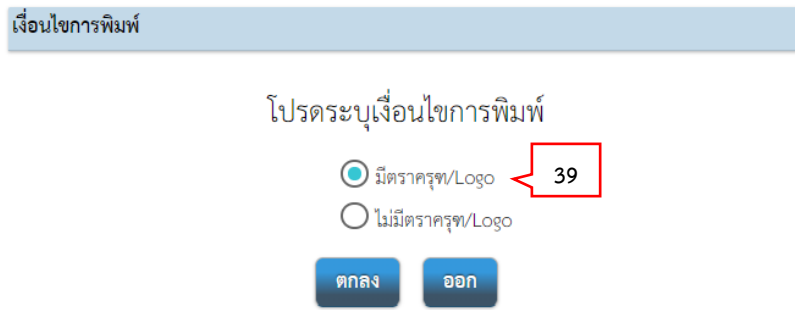 เงื่อนไขการพิมพ์
โปรดระบุเงื่อนไขการพิมพ์
มีตราครุฑ/Logo 39
ไม่มีตราครุฑ/Logo
ตกลง ออก